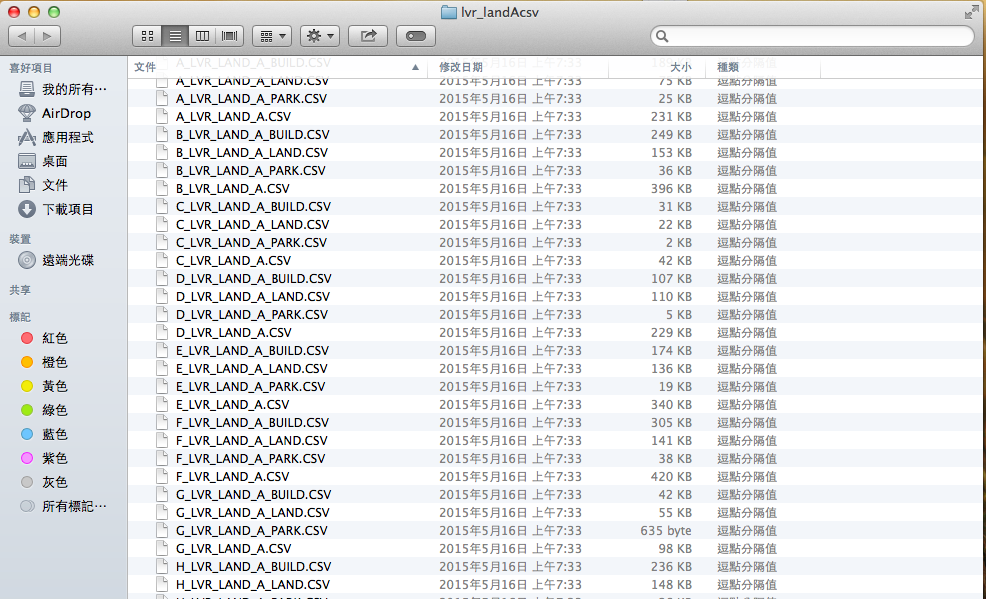 lvr_landAcsv
喜好項目
我的所有⋯
AirDrop
應用程式
桌面
文件
下載項目
裝置
遠端光碟
共享
標記
紅色
橙色
黃色
綠色
藍色
紫色
灰色
所有標記⋯
文件 修改日期 大小 種類
A_LVR_LAND_A_BUILD.CSV
A_LVR_LAND_A_LAND.CSV 2015年5月16日 上午7:33 75 KB 逗點分隔值
A_LVR_LAND_A_PARK.CSV 2015年5月16日 上午7:33 25 KB 逗點分隔值
A_LVR_LAND_A.CSV 2015年5月16日 上午7:33 231 KB 逗點分隔值
B_LVR_LAND_A_BUILD.CSV 2015年5月16日 上午7:33 249 KB 逗點分隔值
B_LVR_LAND_A_LAND.CSV 2015年5月16日 上午7:33 153 KB 逗點分隔值
B_LVR_LAND_A_PARK.CSV 2015年5月16日 上午7:33 36 KB 逗點分隔值
B_LVR_LAND_A.CSV 2015年5月16日 上午7:33 396 KB 逗點分隔值
C_LVR_LAND_A_BUILD.CSV 2015年5月16日 上午7:33 31 KB 逗點分隔值
C_LVR_LAND_A_LAND.CSV 2015年5月16日 上午7:33 22 KB 逗點分隔值
C_LVR_LAND_A_PARK.CSV 2015年5月16日 上午7:33 2 KB 逗點分隔值
C_LVR_LAND_A.CSV 2015年5月16日 上午7:33 42 KB 逗點分隔值
D_LVR_LAND_A_BUILD.CSV 2015年5月16日 上午7:33 107 KB 逗點分隔值
D_LVR_LAND_A_LAND.CSV 2015年5月16日 上午7:33 110 KB 逗點分隔值
D_LVR_LAND_A_PARK.CSV 2015年5月16日 上午7:33 5 KB 逗點分隔值
D_LVR_LAND_A.CSV 2015年5月16日 上午7:33 229 KB 逗點分隔值
E_LVR_LAND_A_BUILD.CSV 2015年5月16日 上午7:33 174 KB 逗點分隔值
E_LVR_LAND_A_LAND.CSV 2015年5月16日 上午7:33 136 KB 逗點分隔值
E_LVR_LAND_A_PARK.CSV 2015年5月16日 上午7:33 19 KB 逗點分隔值
E_LVR_LAND_A.CSV 2015年5月16日 上午7:33 340 KB 逗點分隔值
F_LVR_LAND_A_BUILD.CSV 2015年5月16日 上午7:33 305 KB 逗點分隔值
F_LVR_LAND_A_LAND.CSV 2015年5月16日 上午7:33 141 KB 逗點分隔值
F_LVR_LAND_A_PARK.CSV 2015年5月16日 上午7:33 38 KB 逗點分隔值
F_LVR_LAND_A.CSV 2015年5月16日 上午7:33 420 KB 逗點分隔值
G_LVR_LAND_A_BUILD.CSV 2015年5月16日 上午7:33 42 KB 逗點分隔值
G_LVR_LAND_A_LAND.CSV 2015年5月16日 上午7:33 55 KB 逗點分隔值
G_LVR_LAND_A_PARK.CSV 2015年5月16日 上午7:33 635 byte 逗點分隔值
G_LVR_LAND_A.CSV 2015年5月16日 上午7:33 98 KB 逗點分隔值
H_LVR_LAND_A_BUILD.CSV 2015年5月16日 上午7:33 236 KB 逗點分隔值
H_LVR_LAND_A_LAND.CSV 2015年5月16日 上午7:33 148 KB 逗點分隔值